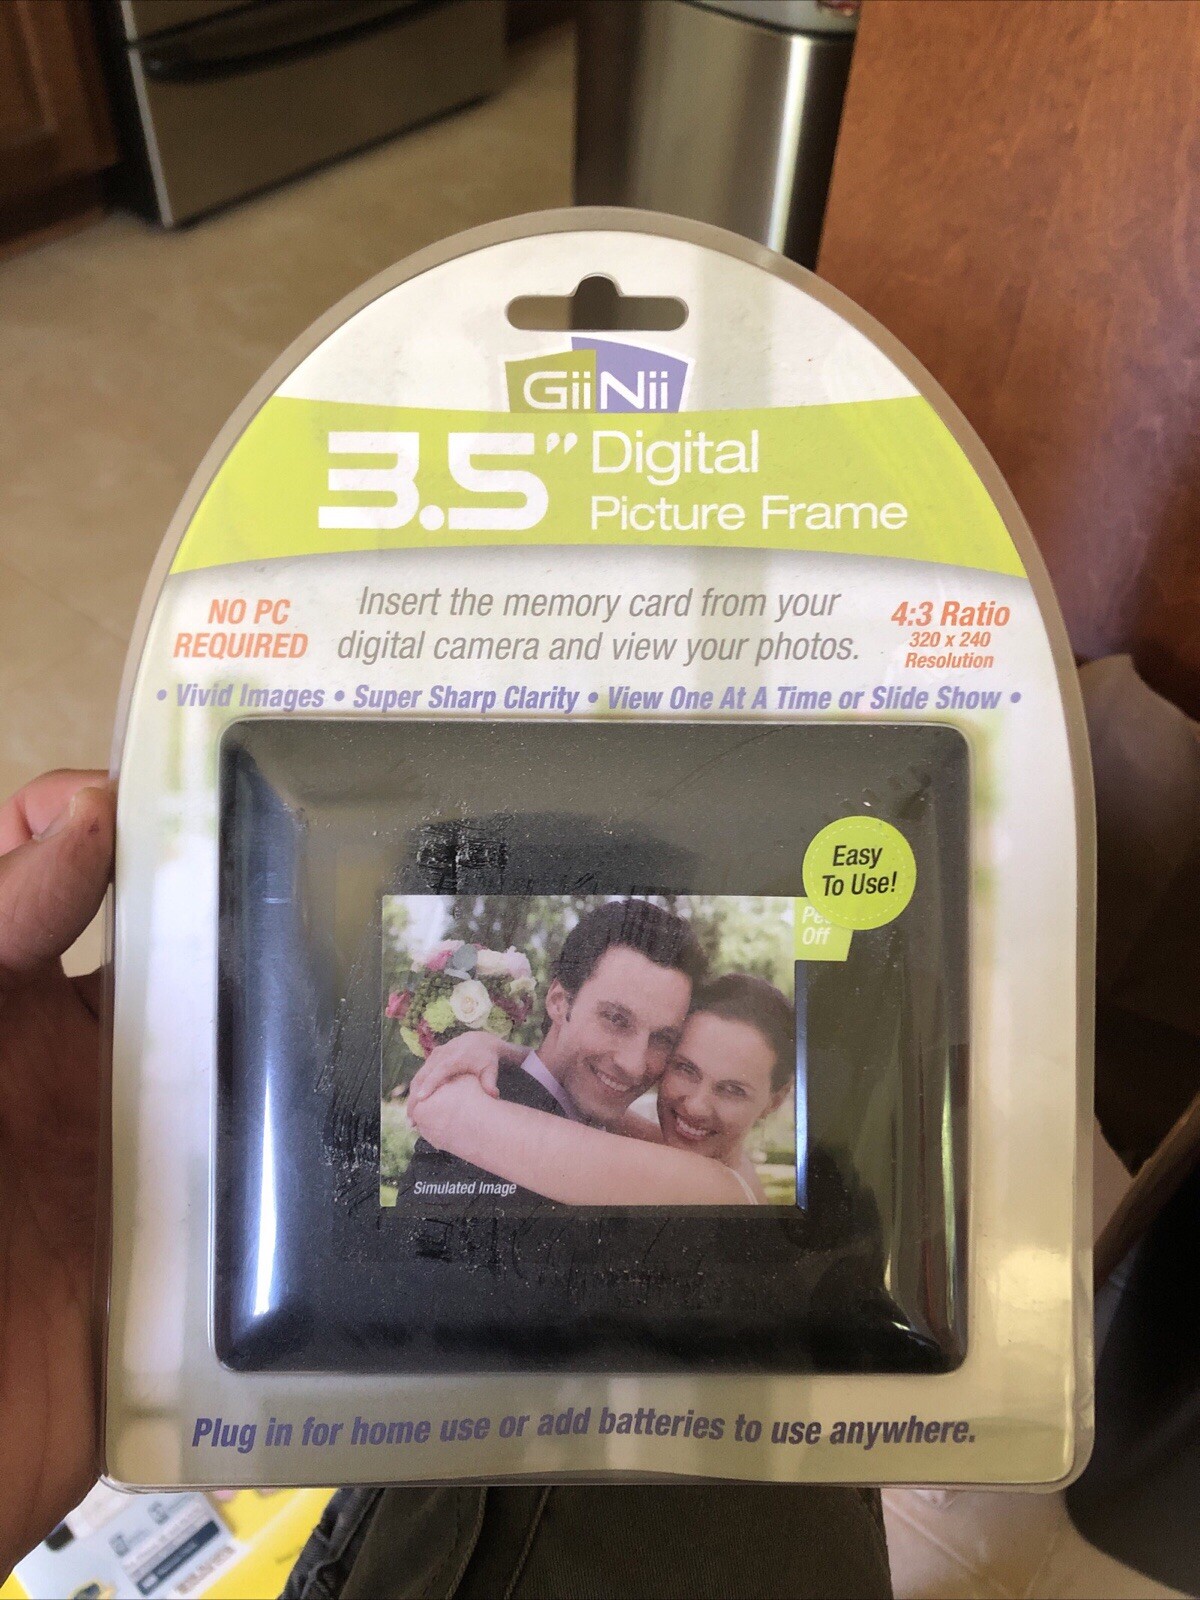 GiiNii
3.5” Digital
Picture Frame
NO PC
REQUIRED
Insert the memory card from your
digital camera and view your photos.
4:3 Ratio
320 x 240
Resolution
• Vivid Images • Super Sharp Clarity • View One At A Time or Slide Show •
Easy
To Use!
Off
Simulated Image
Plug in for home use or add batteries to use anywhere.